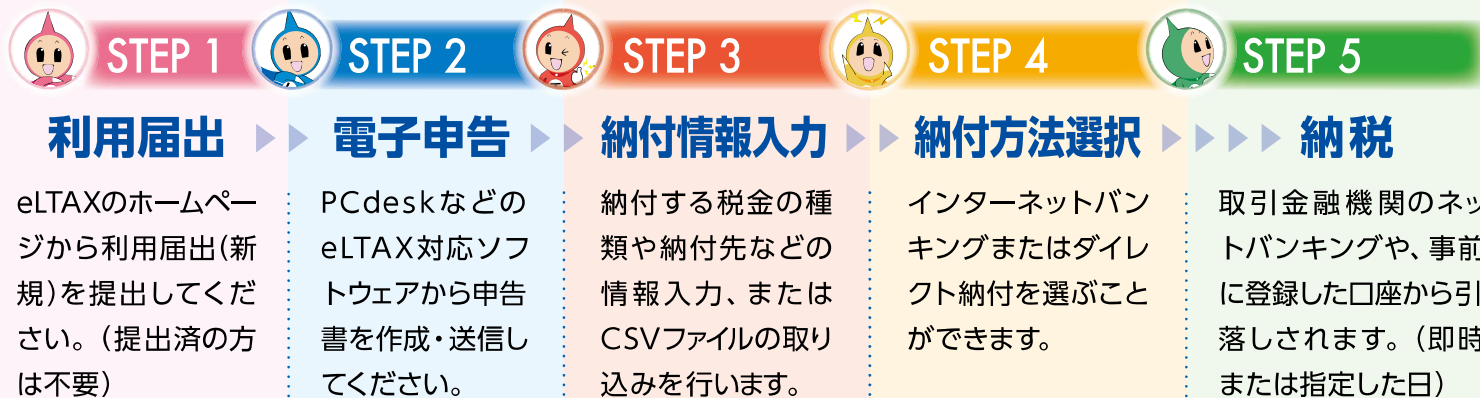 STEP 1
利用届出
eLTAXのホームペー
ジから利用届出(新
規)を提出してくだ
さい。(提出済の方
は不要)
STEP 2
電子申告
PCdeskなどの
eLTAX対応ソフ
トウェアから申告
書を作成・送信し
てください。
STEP 3
納付情報入力
納付する税金の種
類や納付先などの
情報入力、または
CSVファイルの取り
込みを行います。
STEP 4
納付方法選択
インターネットバン
キングまたはダイレ
クト納付を選ぶこと
ができます。
STEP 5
納税
取引金融機関のネッ
トバンキングや、事前
に登録した口座から引
落しされます。(即時
または指定した日)